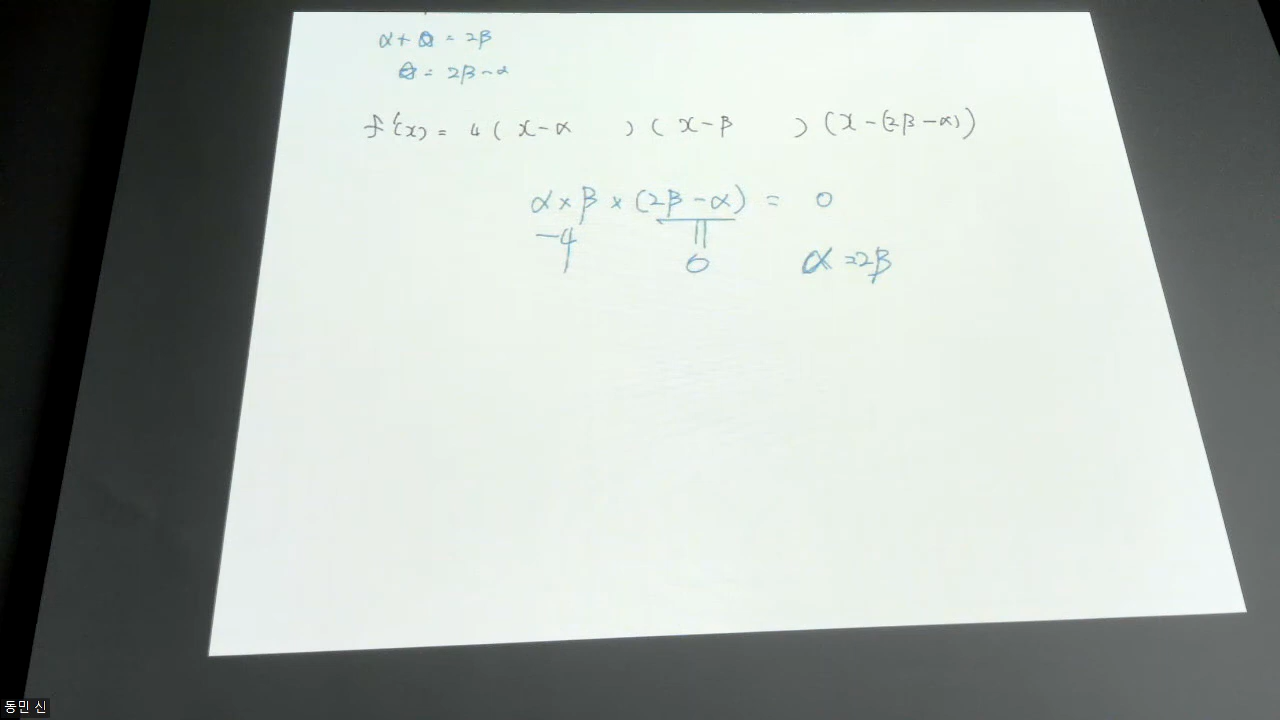 α + θ = 2β
θ = 2β - α
f'(x) = 4 ( x - α ) ( x - β ) (x - (2β - α))
α × β × (2β - α) = 0
-4
0 α = 2β
동민 신